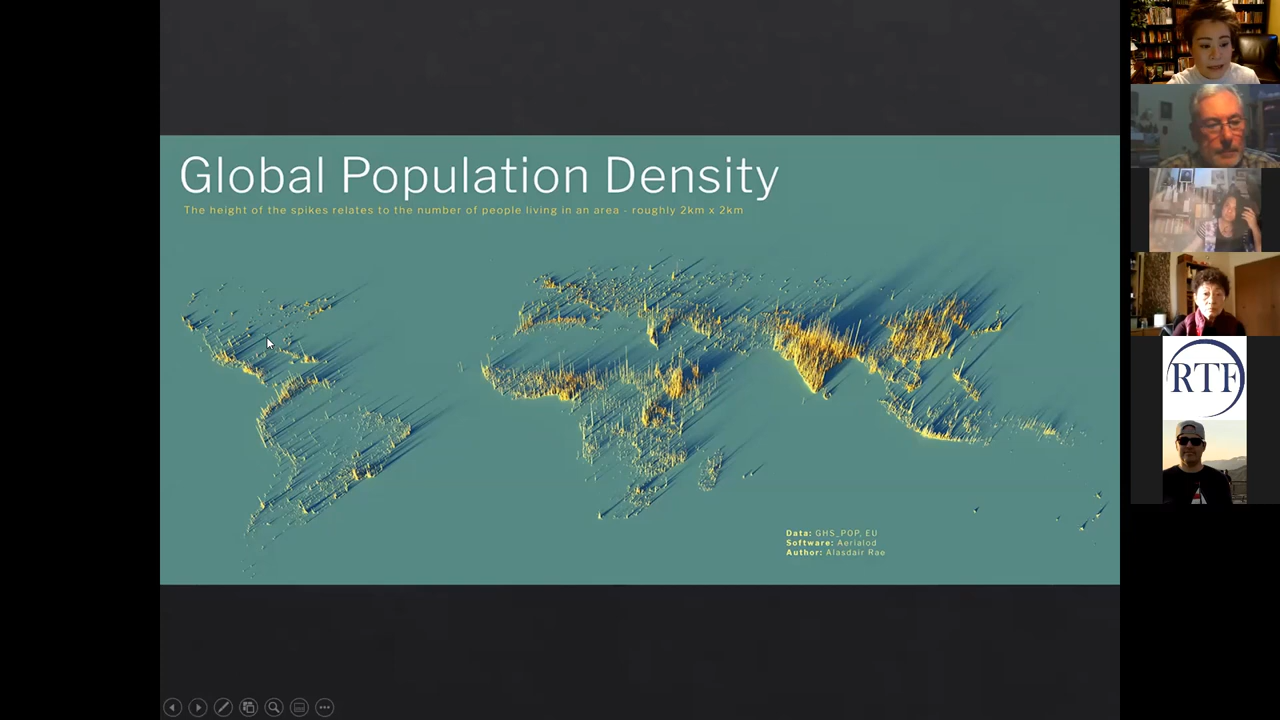 Global Population Density
The height of the spikes relates to the number of people living in an area - roughly 2km x 2km
Data: GHS_POP, EU
Software: Aerialod
Author: Alasdair Rae
RTF